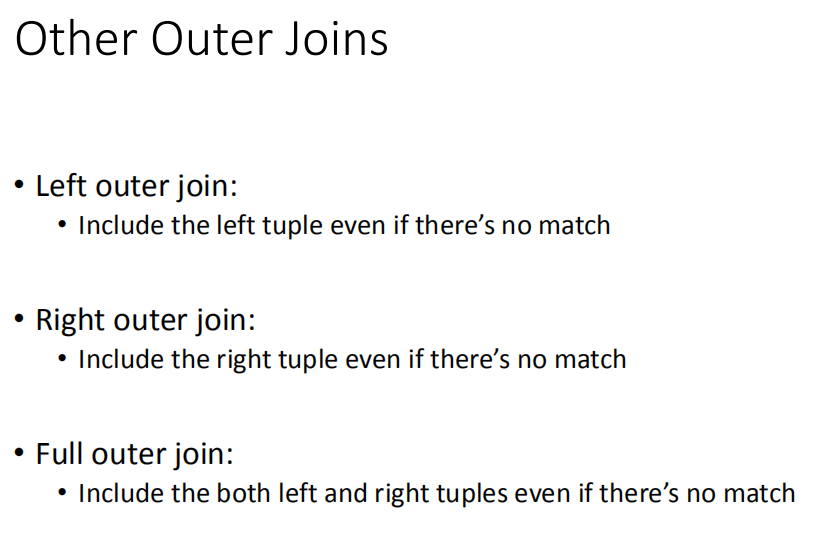 Other Outer Joins
• Left outer join:
• Include the left tuple even if there’s no match
• Right outer join:
• Include the right tuple even if there’s no match
• Full outer join:
• Include the both left and right tuples even if there’s no match